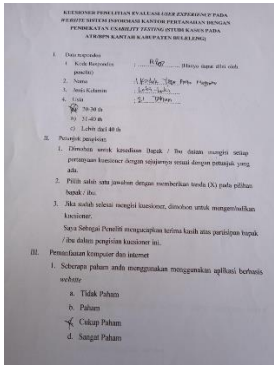 KUESIONER PENELITIAN EVALUASI USER EXPERIENCE PADA
WEBSITE SISTEM INFORMASI KANTOR PERTANAHAN DENGAN
PENDEKATAN USABILITY TESTING (STUDI KASUS PADA
ATR/BPN KANTAH KABUPATEN BULELENG)
I. Data responden
1. Kode Responden : (Hanya dapat diisi oleh
peneliti)
2. Nama :
3. Jenis Kelamin :
4. Usia : 21 Tahun
a) 20-30 th
b) 31-40 th
c) Lebih dari 40 th
II. Petunjuk pengisian
1. Dimohon untuk kesediaan Bapak / Ibu dalam mengisi setiap
pertanyaan kuesioner dengan sejujurnya sesuai dengan petunjuk yang
ada.
2. Pilih salah satu jawaban dengan memberikan tanda (X) pada pilihan
bapak / ibu.
3. Jika sudah selesai mengisi kuesioner, dimohon untuk mengembalikan
kuesioner.
Saya Sebagai Peneliti mengucapkan terima kasih atas partisipan bapak
/ ibu dalam pengisian kuesioner ini.
III. Pemanfaatan komputer dan internet
1. Seberapa paham anda menggunakan menggunakan aplikasi berbasis
website
a. Tidak Paham
b. Paham
c. Cukup Paham
d. Sangat Paham